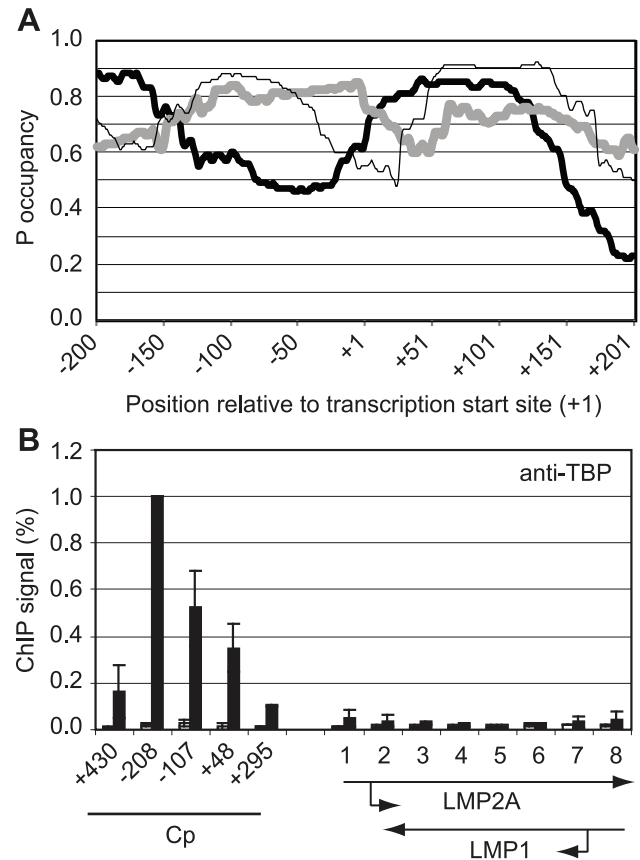 A
P occupancy
1.0
0.8
0.6
0.4
0.2
0.0
-200 -150 -100 -50 +1 +51 +101 +151 +201
Position relative to transcription start site (+1)
B
anti-TBP
ChIP signal (%)
1.2
1.0
0.8
0.6
0.4
0.2
0.0
+430 -208 -107 +48 +295 1 2 3 4 5 6 7 8
Cp
LMP2A
LMP1